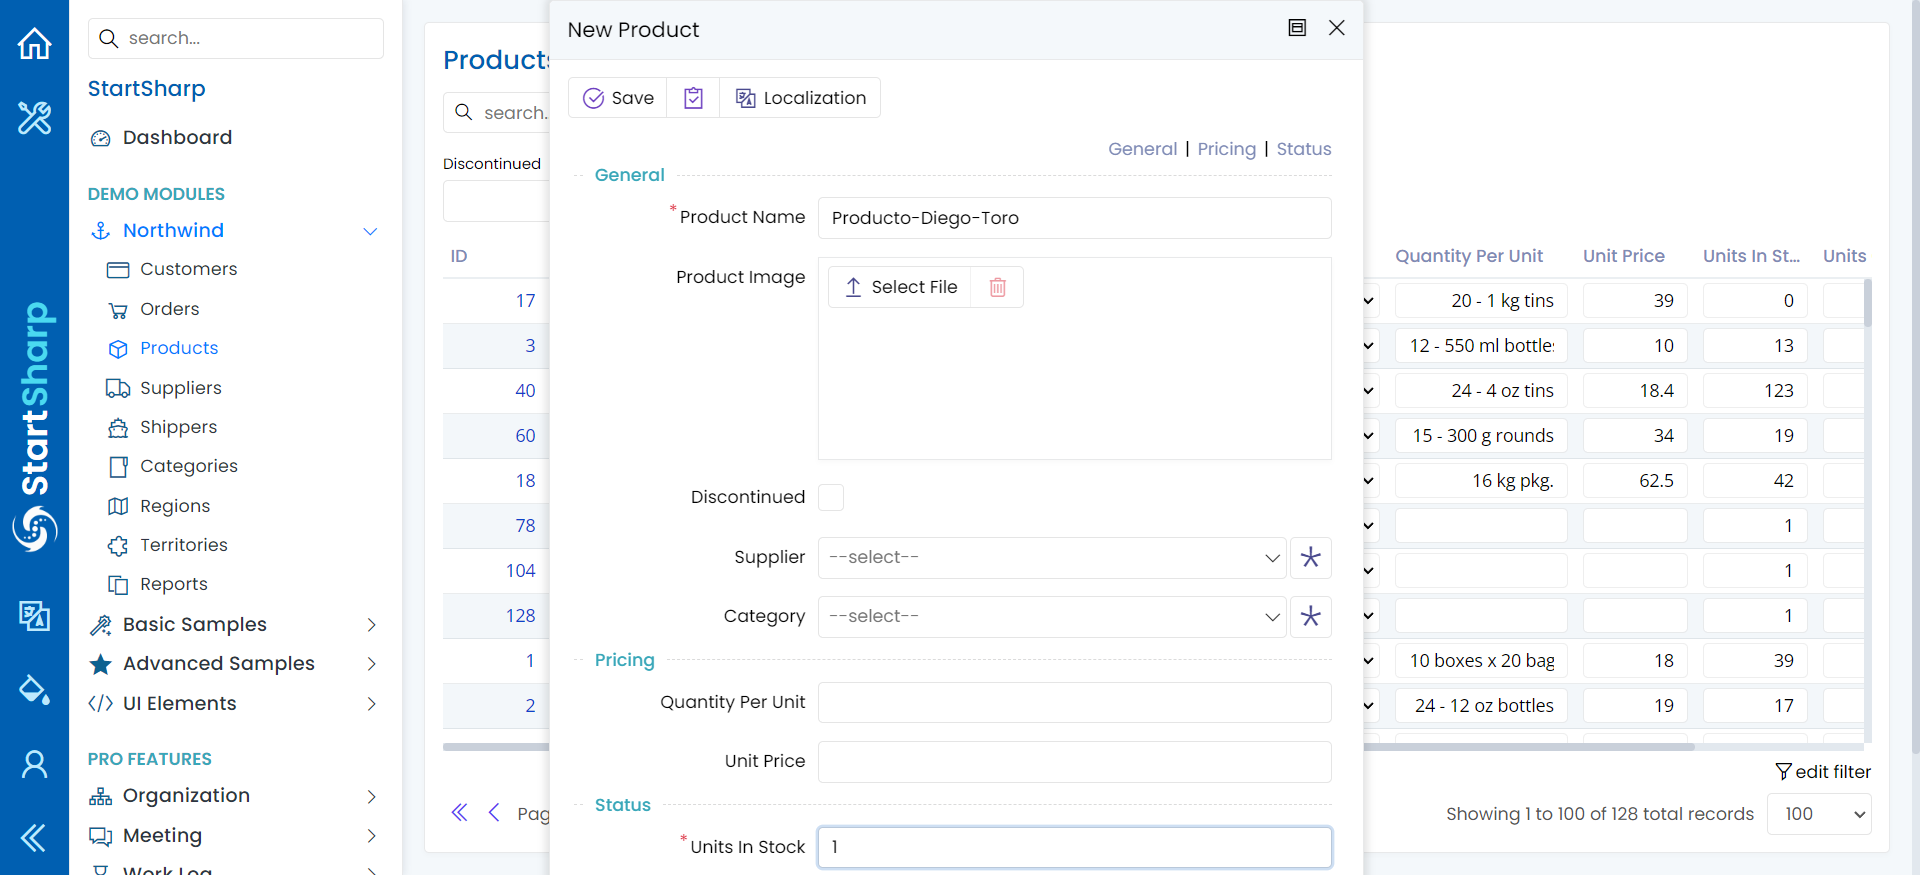 search...
StartSharp
Dashboard
DEMO MODULES
Northwind
Customers
Orders
Products
Suppliers
Shippers
Categories
Regions
Territories
Reports
Basic Samples
Advanced Samples
UI Elements
PRO FEATURES
Organization
Meeting
Work Log
StartSharp
Products
search.
Discontinued
ID
17
3
40
60
18
78
104
128
1
2
Pag
New Product
Save
Localization
General | Pricing | Status
General
* Product Name Producto-Diego-Toro
Product Image
Select File
Discontinued
Supplier --select--
Category --select--
Pricing
Quantity Per Unit
Unit Price
Status
* Units In Stock 1
Quantity Per Unit Unit Price Units In St... Units
20 - 1 kg tins 39 0
12 - 550 ml bottles 10 13
24 - 4 oz tins 18.4 123
15 - 300 g rounds 34 19
16 kg pkg. 62.5 42
1
1
1
10 boxes x 20 bag 18 39
24 - 12 oz bottles 19 17
edit filter
Showing 1 to 100 of 128 total records 100